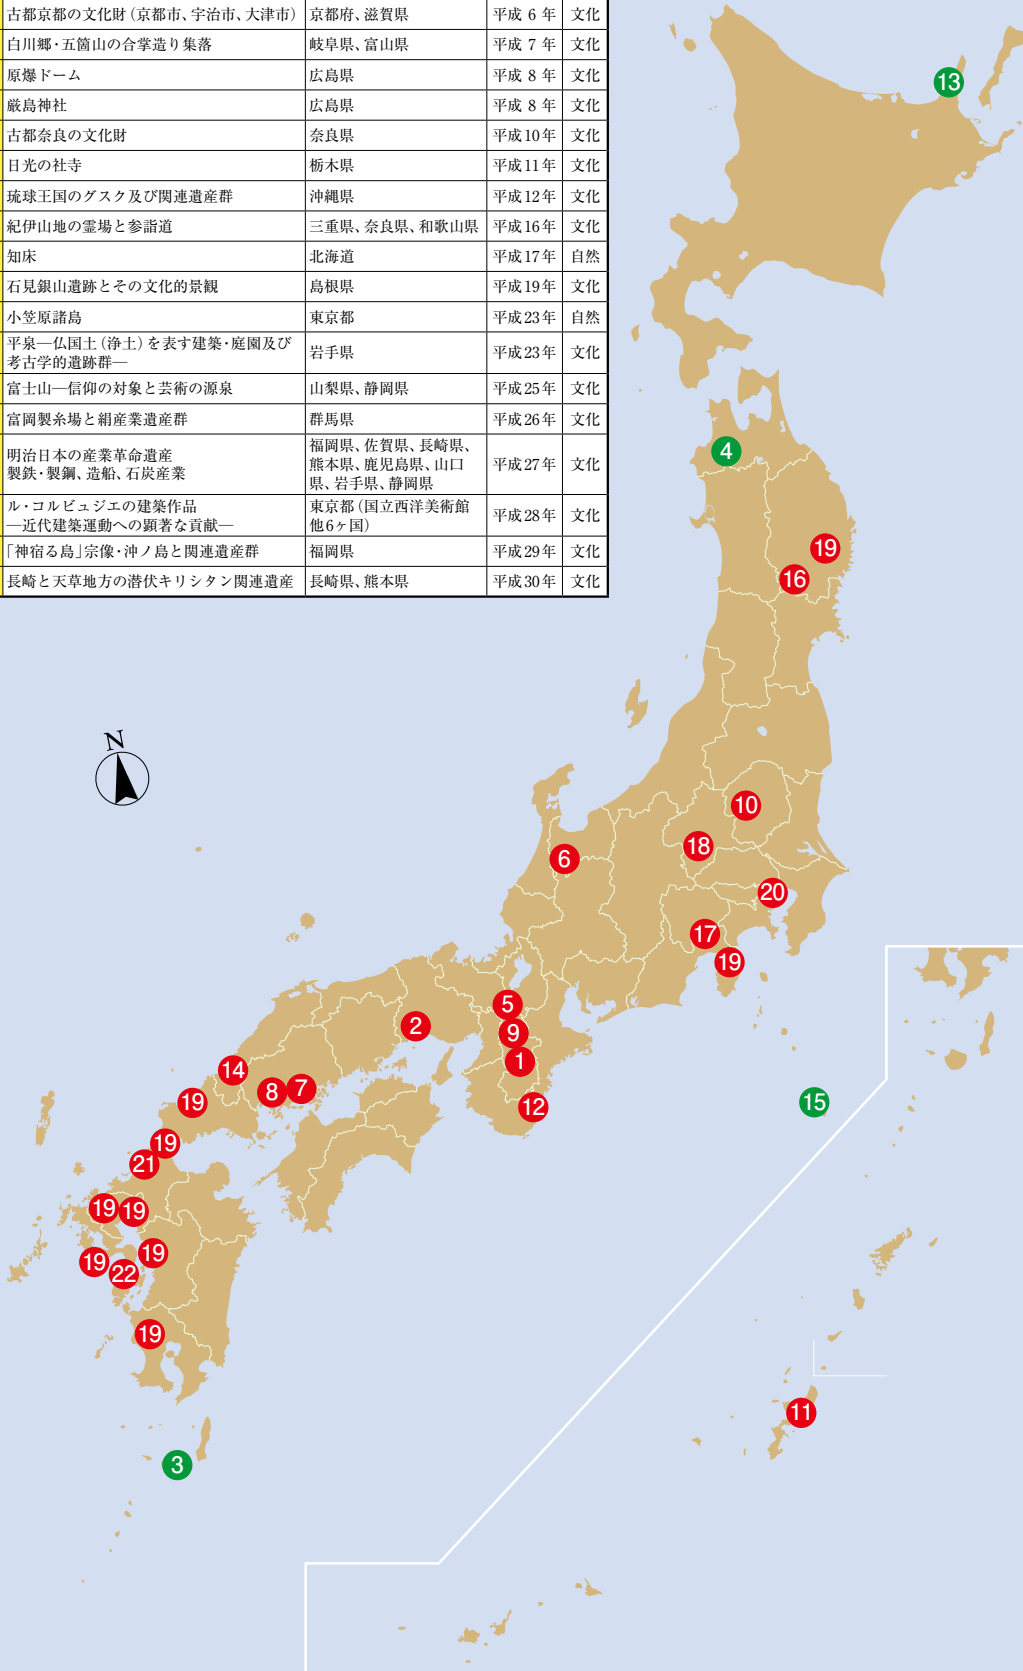 古都京都の文化財（京都市、宇治市、大津市） 京都府、滋賀県 平成 6 年 文化
白川郷・五箇山の合掌造り集落 岐阜県、富山県 平成 7 年 文化
原爆ドーム 広島県 平成 8 年 文化
厳島神社 広島県 平成 8 年 文化
古都奈良の文化財 奈良県 平成10年 文化
日光の社寺 栃木県 平成11年 文化
琉球王国のグスク及び関連遺産群 沖縄県 平成12年 文化
紀伊山地の霊場と参詣道 三重県、奈良県、和歌山県 平成16年 文化
知床 北海道 平成17年 自然
石見銀山遺跡とその文化的景観 島根県 平成19年 文化
小笠原諸島 東京都 平成23年 自然
平泉―仏国土（浄土）を表す建築・庭園及び
考古学的遺跡群― 岩手県 平成23年 文化
富士山―信仰の対象と芸術の源泉 山梨県、静岡県 平成25年 文化
富岡製糸場と絹産業遺産群 群馬県 平成26年 文化
明治日本の産業革命遺産
製鉄・製鋼、造船、石炭産業
福岡県、佐賀県、長崎県、
熊本県、鹿児島県、山口
県、岩手県、静岡県
平成27年 文化
ル・コルビュジエの建築作品
―近代建築運動への顕著な貢献―
東京都（国立西洋美術館
他6ヶ国）
平成28年 文化
「神宿る島」宗像・沖ノ島と関連遺産群 福岡県 平成29年 文化
長崎と天草地方の潜伏キリシタン関連遺産 長崎県、熊本県 平成30年 文化
13
4
19
16
N
10
18
6
20
17
19
5
2
9
1
14
8
7
12
19
15
19
21
19
19
19
19
22
19
11
3